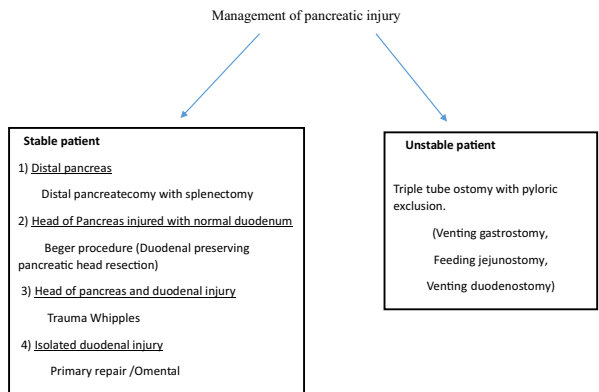 Management of pancreatic injury
Stable patient
1) Distal pancreas
Distal pancreatecomy with splenectomy
2) Head of Pancreas injured with normal duodenum
Beger procedure (Duodenal preserving
pancreatic head resection)
3) Head of pancreas and duodenal injury
Trauma Whipples
4) Isolated duodenal injury
Primary repair /Omental
Unstable patient
Triple tube ostomy with pyloric
exclusion.
(Venting gastrostomy,
Feeding jejunostomy,
Venting duodenostomy)